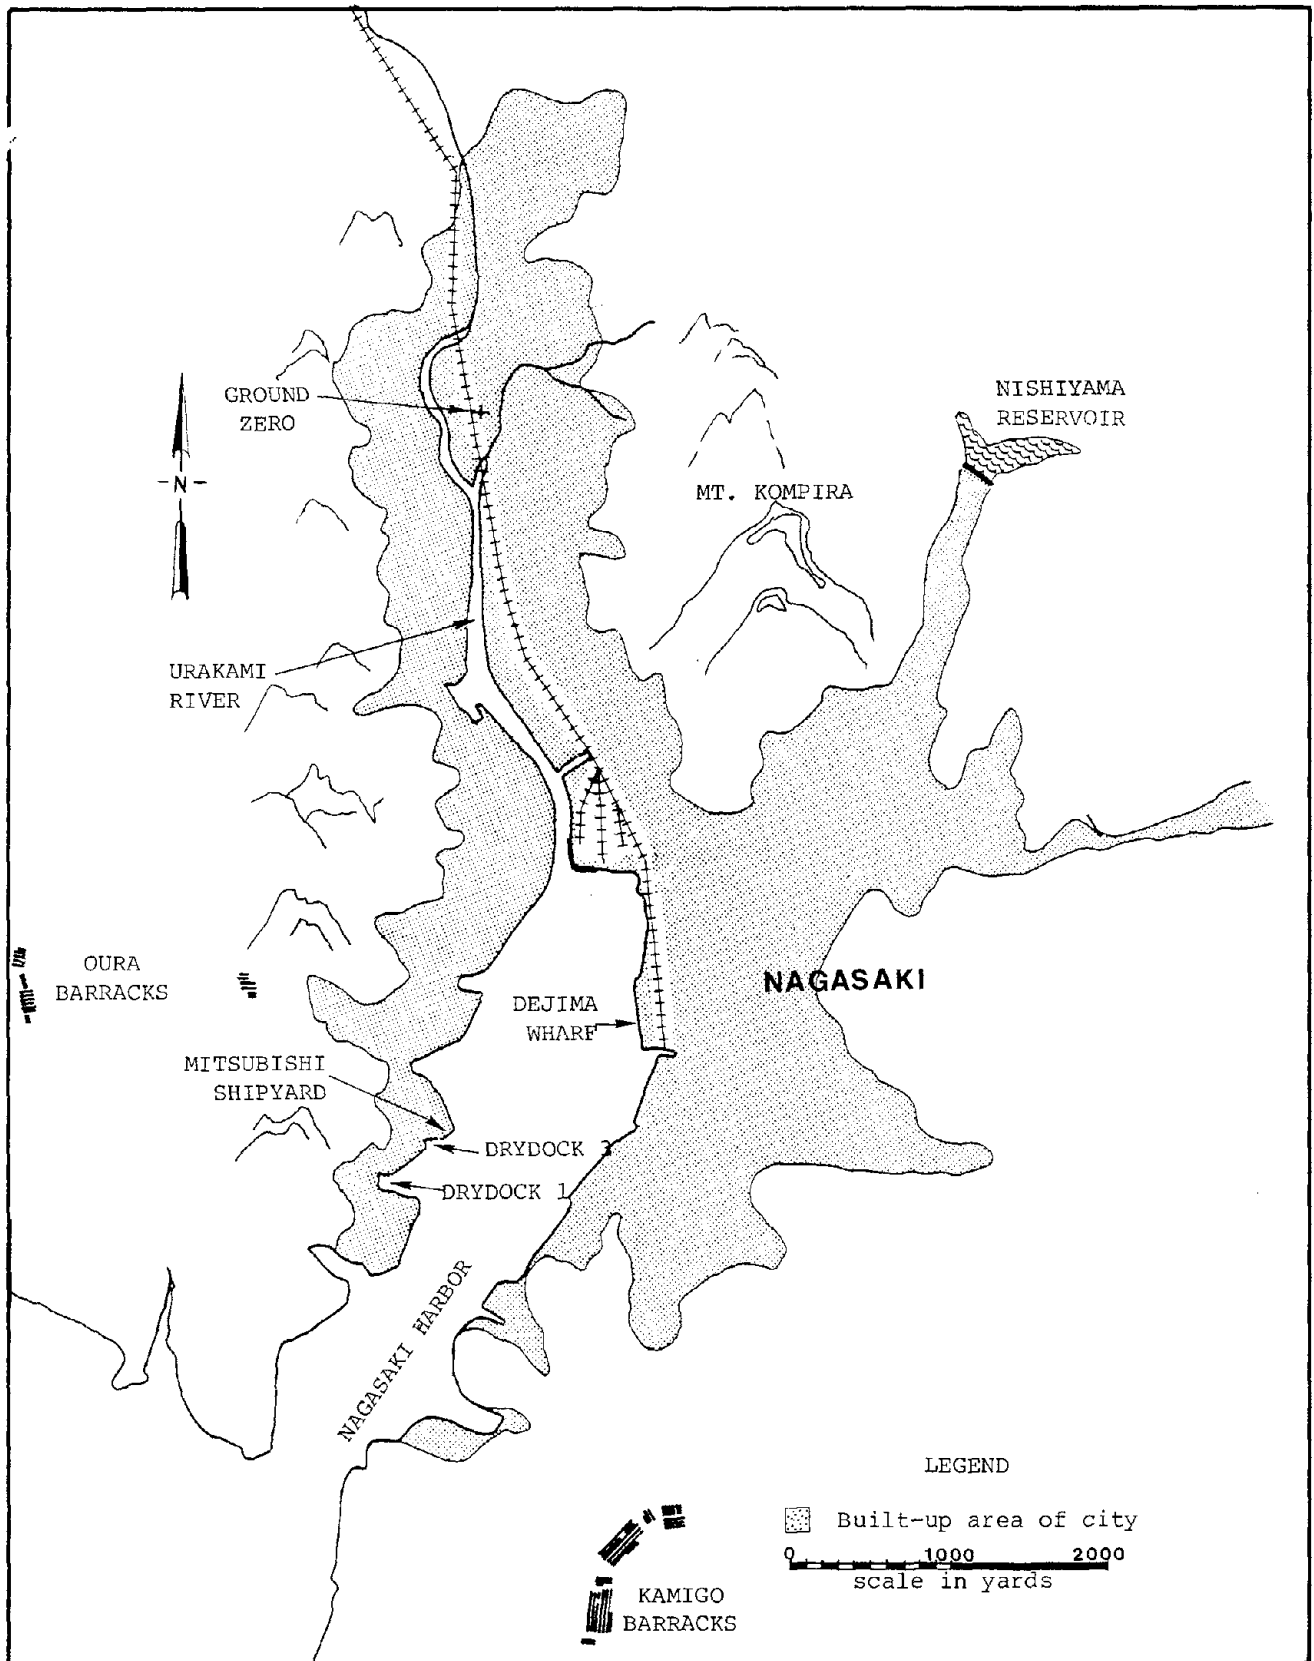 GROUND
ZERO
NISHIYAMA
RESERVOIR
-N-
MT. KOMPIRA
URAKAMI
RIVER
OURA
BARRACKS
NAGASAKI
DEJIMA
WHARF
MITSUBISHI
SHIPYARD
DRYDOCK 3
DRYDOCK 1
NAGASAKI HARBOR
LEGEND
Built-up area of city
0 1000 2000
scale in yards
KAMIGO
BARRACKS